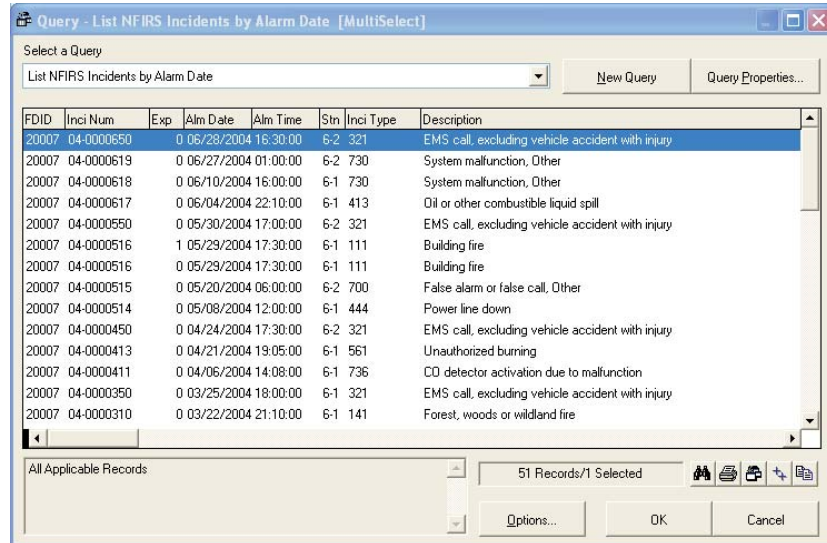 Query - List NFIRS Incidents by Alarm Date [MultiSelect]
Select a Query
List NFIRS Incidents by Alarm Date
New Query
Query Properties...
FDID Inci Num Exp Alm Date Alm Time Stn Inci Type Description
20007 04-0000650 0 06/28/2004 16:30:00 6-2 321 EMS call, excluding vehicle accident with injury
20007 04-0000619 0 06/27/2004 01:00:00 6-2 730 System malfunction, Other
20007 04-0000618 0 06/10/2004 16:00:00 6-1 730 System malfunction, Other
20007 04-0000617 0 06/04/2004 22:10:00 6-1 413 Oil or other combustible liquid spill
20007 04-0000550 0 05/30/2004 17:00:00 6-2 321 EMS call, excluding vehicle accident with injury
20007 04-0000516 1 05/29/2004 17:30:00 6-1 111 Building fire
20007 04-0000516 0 05/29/2004 17:30:00 6-1 111 Building fire
20007 04-0000515 0 05/20/2004 06:00:00 6-2 700 False alarm or false call, Other
20007 04-0000514 0 05/08/2004 12:00:00 6-1 444 Power line down
20007 04-0000450 0 04/24/2004 17:30:00 6-2 321 EMS call, excluding vehicle accident with injury
20007 04-0000413 0 04/21/2004 19:05:00 6-1 561 Unauthorized burning
20007 04-0000411 0 04/06/2004 14:08:00 6-1 736 CO detector activation due to malfunction
20007 04-0000350 0 03/25/2004 18:00:00 6-1 321 EMS call, excluding vehicle accident with injury
20007 04-0000310 0 03/22/2004 21:10:00 6-1 141 Forest, woods or wildland fire
All Applicable Records
51 Records/1 Selected
Options...
OK
Cancel